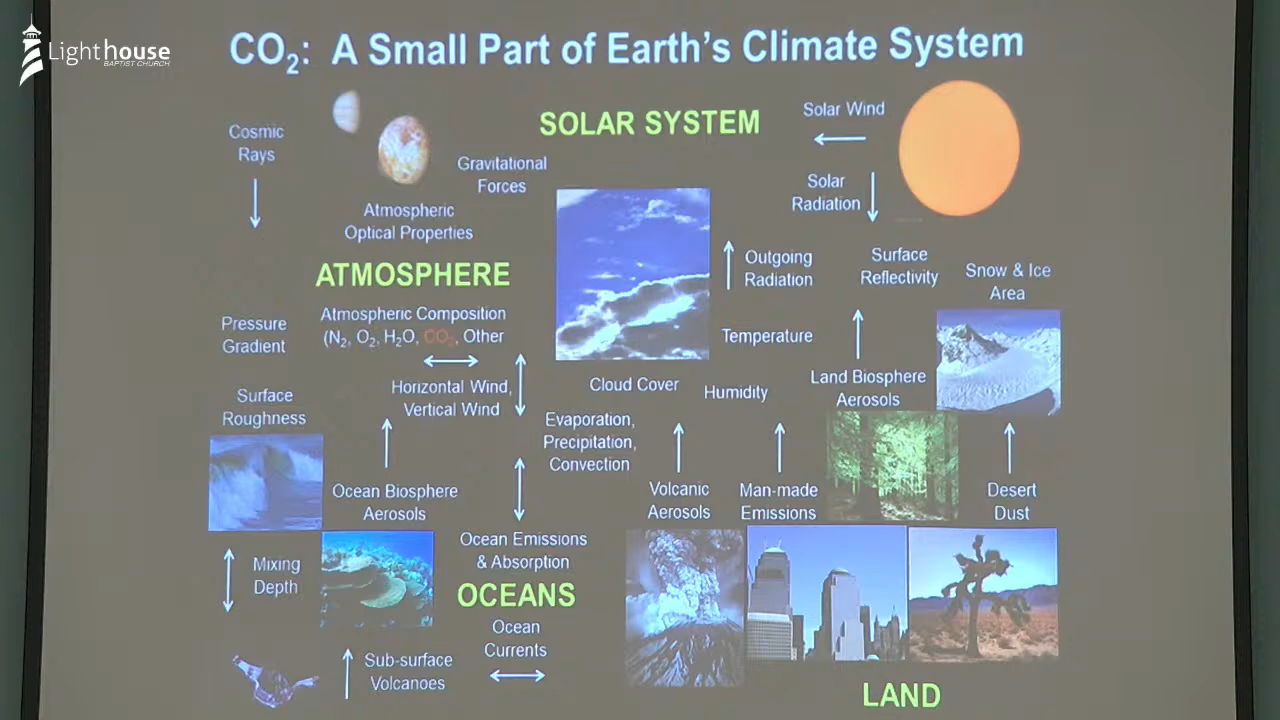 Lighthouse
BAPTIST CHURCH
CO₂: A Small Part of Earth's Climate System
SOLAR SYSTEM
Solar Wind
Cosmic
Rays
Gravitational
Forces
Solar
Radiation
Atmospheric
Optical Properties
ATMOSPHERE
Outgoing
Radiation
Surface
Reflectivity
Snow & Ice
Area
Pressure
Gradient
Atmospheric Composition
(N₂, O₂, H₂O, CO₂, Other
Temperature
Horizontal Wind,
Vertical Wind
Cloud Cover
Humidity
Land Biosphere
Aerosols
Surface
Roughness
Evaporation,
Precipitation,
Convection
Ocean Biosphere
Aerosols
Volcanic
Aerosols
Man-made
Emissions
Desert
Dust
Ocean Emissions
& Absorption
Mixing
Depth
OCEANS
Ocean
Currents
Sub-surface
Volcanoes
LAND